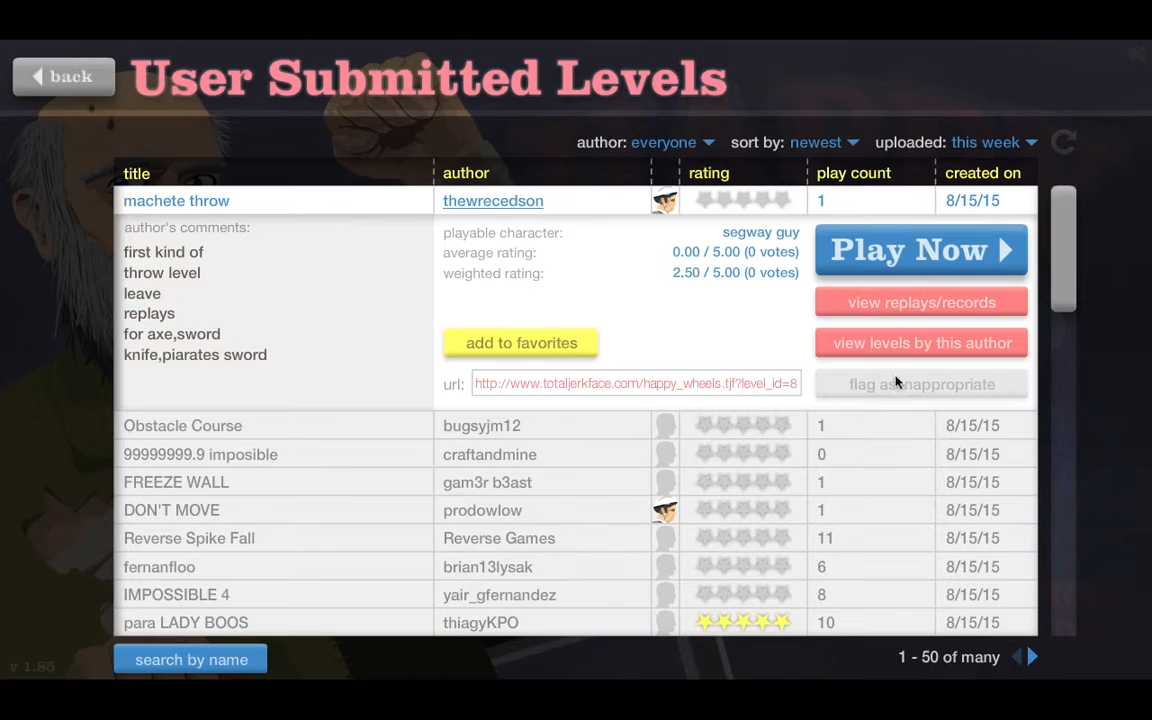 back
User Submitted Levels
author: everyone sort by: newest uploaded: this week
title author rating play count created on
machete throw thewrecedson 1 8/15/15
author's comments:
first kind of
throw level
leave
replays
for axe,sword
knife,piarates sword
playable character: segway guy
average rating: 0.00 / 5.00 (0 votes)
weighted rating: 2.50 / 5.00 (0 votes)
add to favorites
url: http://www.totaljerkface.com/happy_wheels.tjf?level_id=8
Play Now
view replays/records
view levels by this author
flag as inappropriate
Obstacle Course bugsyjm12 1 8/15/15
99999999.9 imposible craftandmine 0 8/15/15
FREEZE WALL gam3r b3ast 1 8/15/15
DON'T MOVE prodowlow 1 8/15/15
Reverse Spike Fall Reverse Games 11 8/15/15
fernanfloo brian13lysak 6 8/15/15
IMPOSSIBLE 4 yair_gfernandez 8 8/15/15
para LADY BOOS thiagyKPO 10 8/15/15
v 1.85
search by name
1 - 50 of many